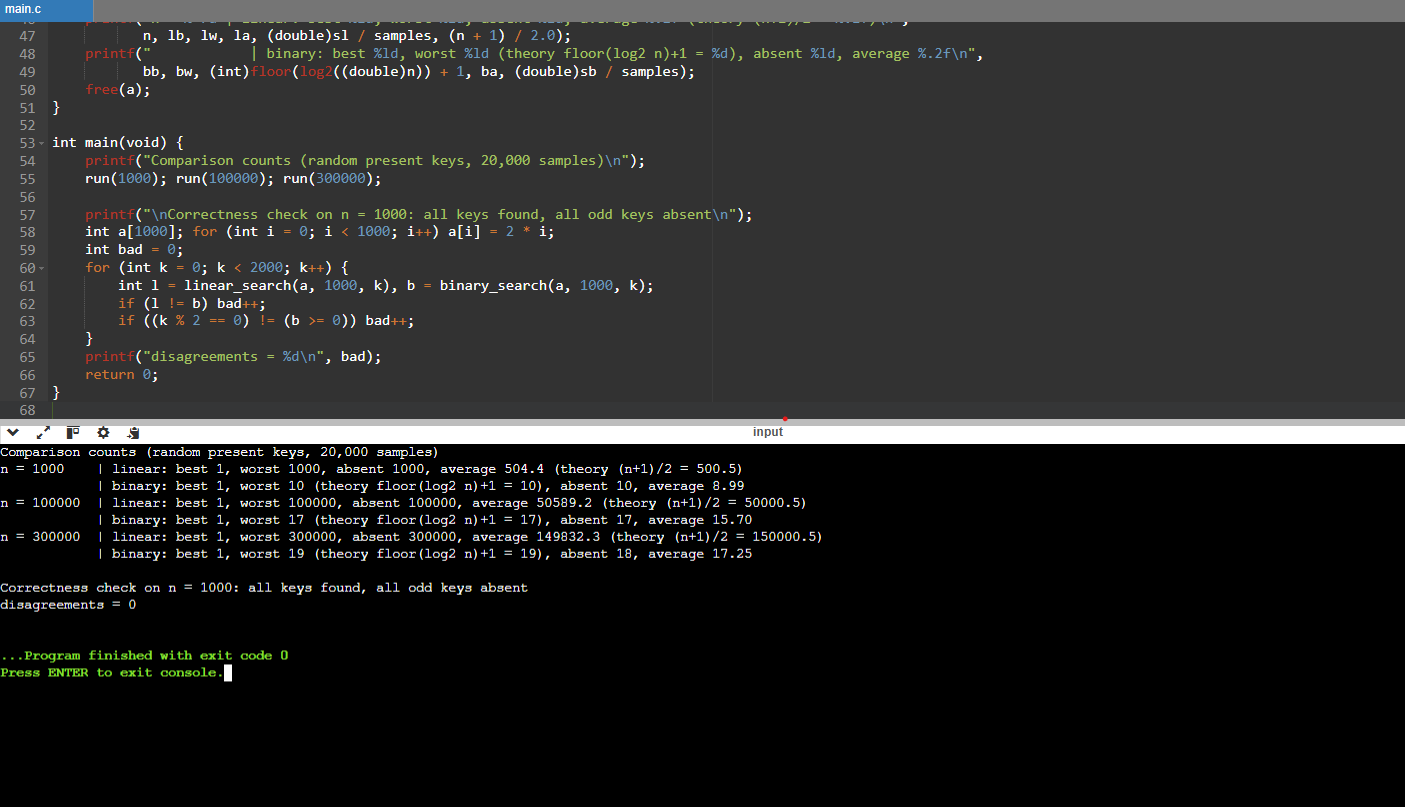 main.c
47 n, lb, lw, la, (double)sl / samples, (n + 1) / 2.0);
48 printf("            | binary: best %ld, worst %ld (theory floor(log2 n)+1 = %d), absent %ld, average %.2f\n",
49 bb, bw, (int)floor(log2((double)n)) + 1, ba, (double)sb / samples);
50 free(a);
51 }
52
53 int main(void) {
54 printf("Comparison counts (random present keys, 20,000 samples)\n");
55 run(1000); run(100000); run(300000);
56
57 printf("\nCorrectness check on n = 1000: all keys found, all odd keys absent\n");
58 int a[1000]; for (int i = 0; i < 1000; i++) a[i] = 2 * i;
59 int bad = 0;
60 for (int k = 0; k < 2000; k++) {
61 int l = linear_search(a, 1000, k), b = binary_search(a, 1000, k);
62 if (l != b) bad++;
63 if ((k % 2 == 0) != (b >= 0)) bad++;
64 }
65 printf("disagreements = %d\n", bad);
66 return 0;
67 }
68
input
Comparison counts (random present keys, 20,000 samples)
n = 1000    | linear: best 1, worst 1000, absent 1000, average 504.4 (theory (n+1)/2 = 500.5)
            | binary: best 1, worst 10 (theory floor(log2 n)+1 = 10), absent 10, average 8.99
n = 100000  | linear: best 1, worst 100000, absent 100000, average 50589.2 (theory (n+1)/2 = 50000.5)
            | binary: best 1, worst 17 (theory floor(log2 n)+1 = 17), absent 17, average 15.70
n = 300000  | linear: best 1, worst 300000, absent 300000, average 149832.3 (theory (n+1)/2 = 150000.5)
            | binary: best 1, worst 19 (theory floor(log2 n)+1 = 19), absent 18, average 17.25
Correctness check on n = 1000: all keys found, all odd keys absent
disagreements = 0
...Program finished with exit code 0
Press ENTER to exit console.